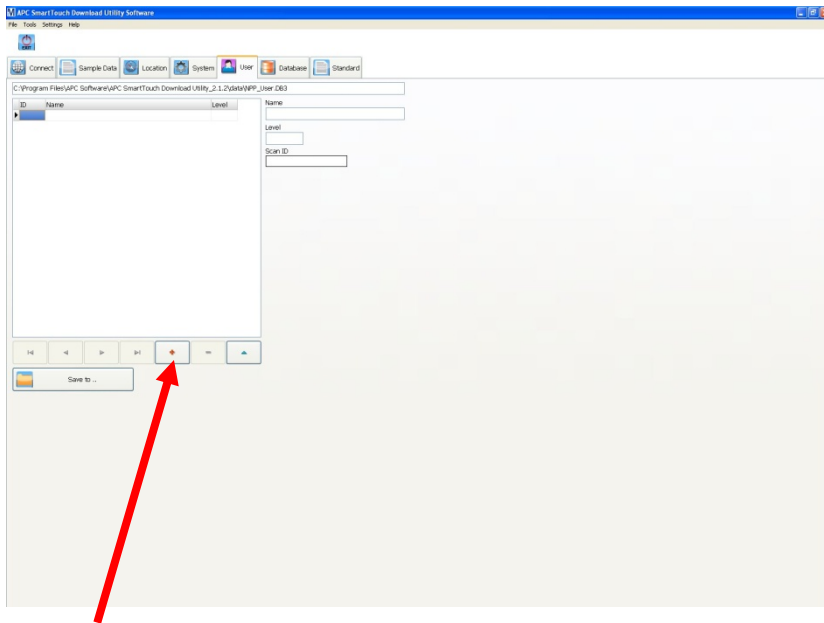 APC SmartTouch Download Utility Software
File Tools Settings Help
Connect Sample Data Location System User Database Standard
C:\Program Files\APC Software\APC SmartTouch Download Utility_2.1.2\data\NPP_User.DB3
ID Name Level
Name
Level
Scan ID
Save to ..